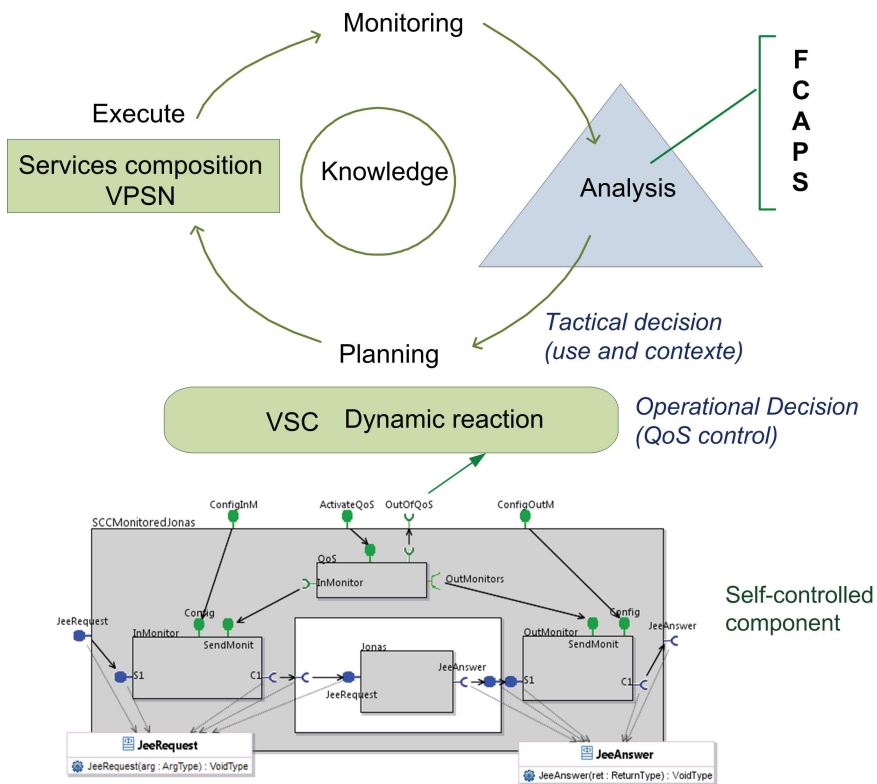 Monitoring
F
C
A
P
S
Execute
Services composition
VPSN
Knowledge
Analysis
Tactical decision
(use and contexte)
Planning
VSC Dynamic reaction
Operational Decision
(QoS control)
ConfigInM
ActivateQoS
OutOfQoS
ConfigOutM
SCCMonitoredJonas
QoS
InMonitor
OutMonitors
Self-controlled
component
JeeRequest
Config
InMonitor
SendMonit
S1
C1
Jonas
JeeRequest
JeeAnswer
Config
OutMonitor
SendMonit
S1
C1
JeeAnswer
JeeRequest
JeeRequest(arg : ArgType) : VoidType
JeeAnswer
JeeAnswer(ret : ReturnType) : VoidType